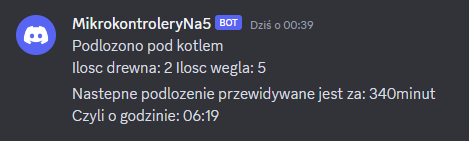 MikrokontroleryNa5 BOT Dziś o 00:39
Podlozono pod kotlem
Ilosc drewna: 2 Ilosc wegla: 5
Nastepne podlozenie przewidywane jest za: 340minut
Czyli o godzinie: 06:19